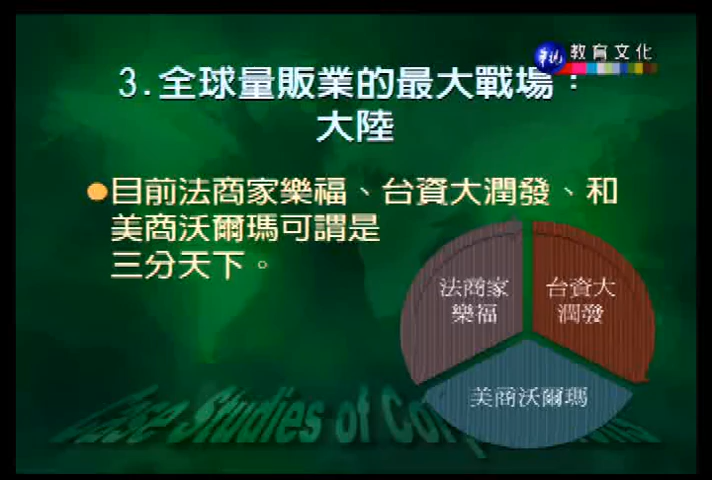 華視 教育文化
3.全球量販業的最大戰場：
大陸
目前法商家樂福、台資大潤發、和
美商沃爾瑪可謂是
三分天下。
法商家
樂福
台資大
潤發
美商沃爾瑪
Case Studies of